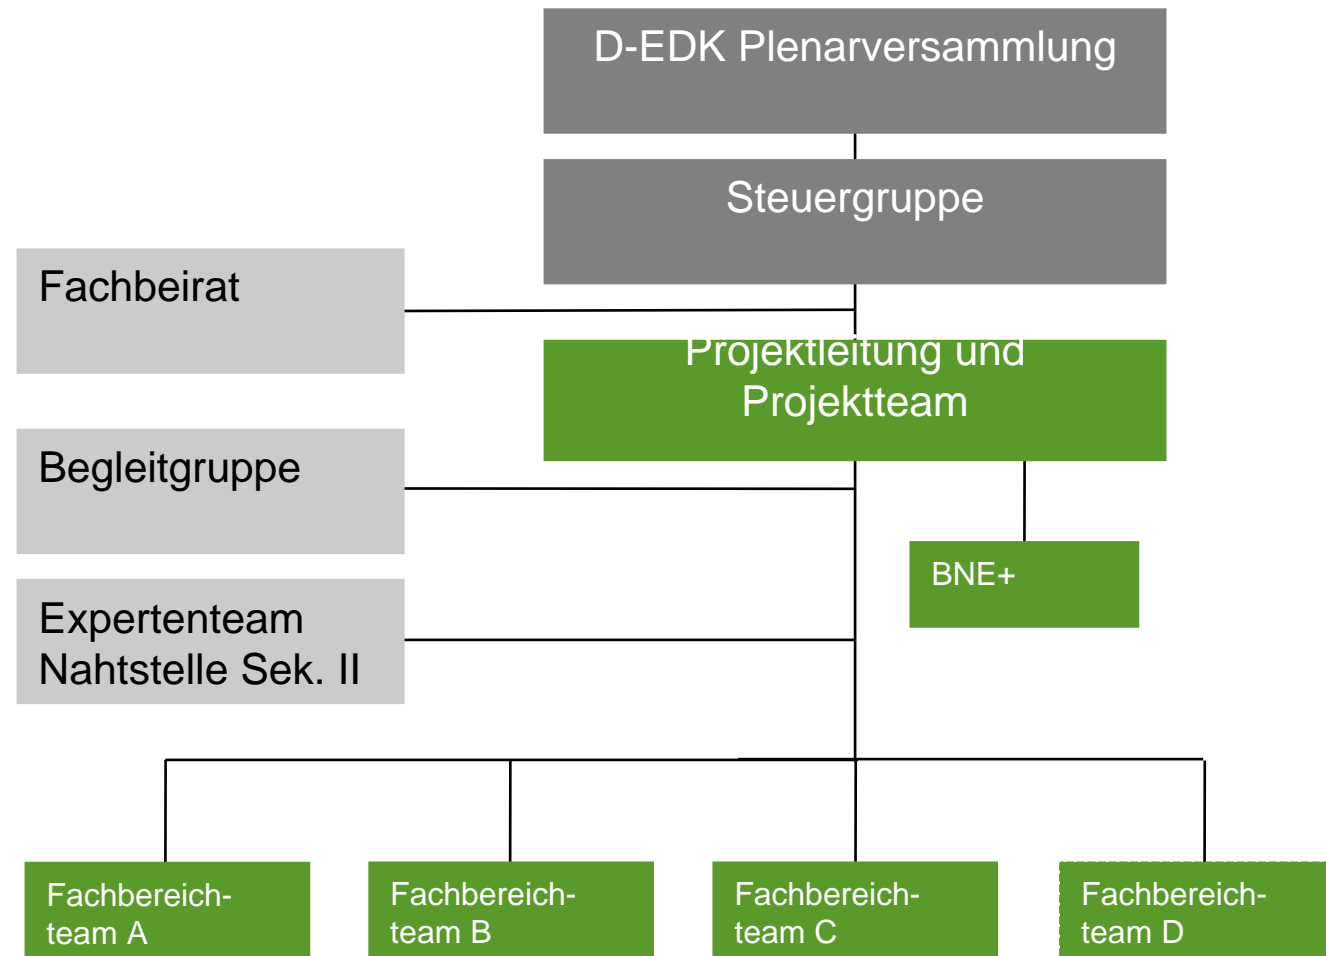 D-EDK Plenarversammlung
Steuergruppe
Fachbeirat
Projektleitung und
Projektteam
Begleitgruppe
BNE+
Expertenteam
Nahtstelle Sek. II
Fachbereich-
team A
Fachbereich-
team B
Fachbereich-
team C
Fachbereich-
team D